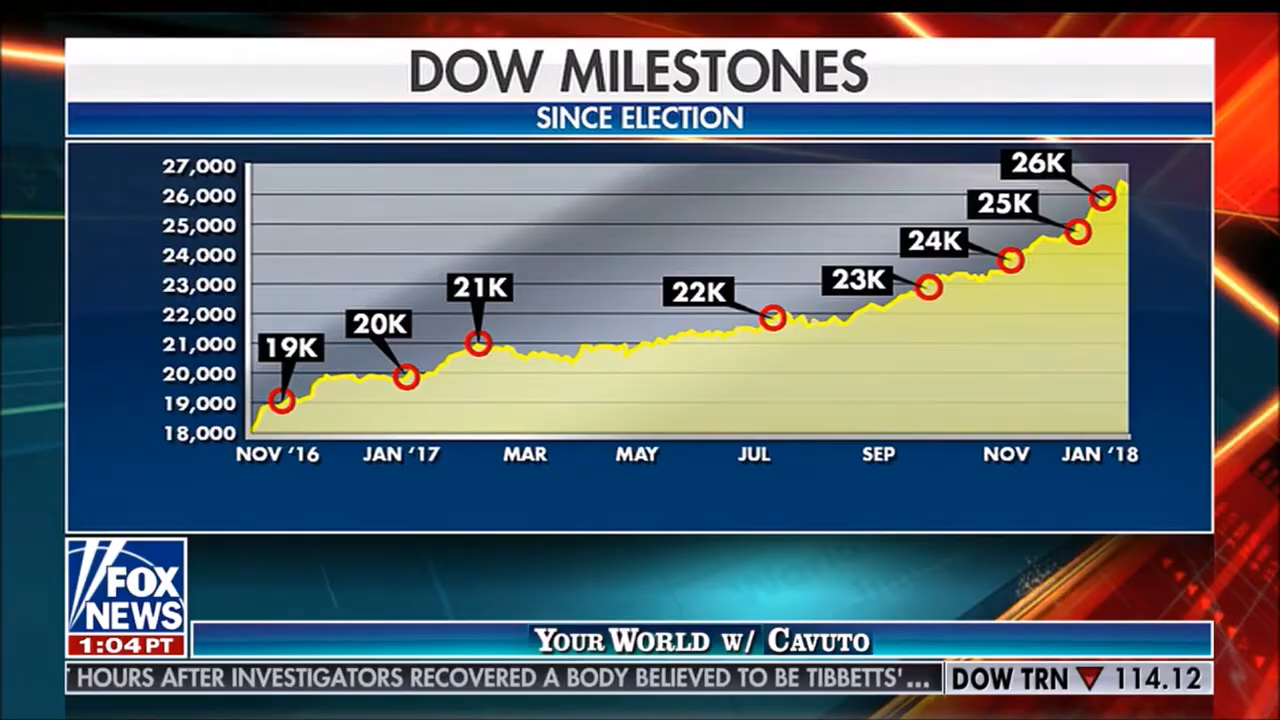 DOW MILESTONES
SINCE ELECTION
27,000
26,000
25,000
24,000
23,000
22,000
21,000
20,000
19,000
18,000
19K
20K
21K
22K
23K
24K
25K
26K
NOV ‘16 JAN ‘17 MAR MAY JUL SEP NOV JAN ‘18
FOX
NEWS
1:04 PT
YOUR WORLD W/ CAVUTO
' HOURS AFTER INVESTIGATORS RECOVERED A BODY BELIEVED TO BE TIBBETTS'...
DOW TRN ▼ 114.12